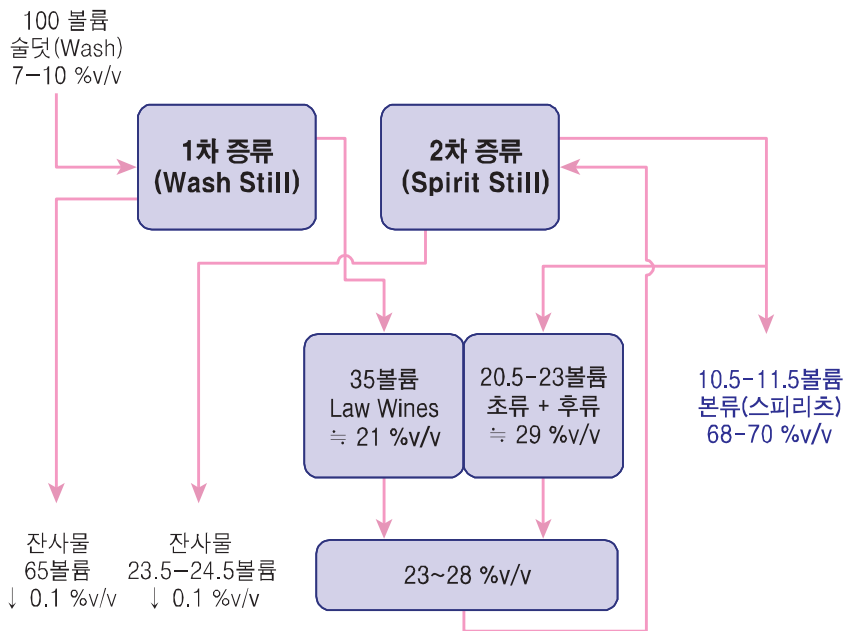 100 볼륨
술덧(Wash)
7-10 %v/v
1차 증류
(Wash Still)
2차 증류
(Spirit Still)
35볼륨
Law Wines
≒ 21 %v/v
20.5-23볼륨
초류 + 후류
≒ 29 %v/v
10.5-11.5볼륨
본류(스피리츠)
68-70 %v/v
잔사물
65볼륨
↓ 0.1 %v/v
잔사물
23.5-24.5볼륨
↓ 0.1 %v/v
23~28 %v/v